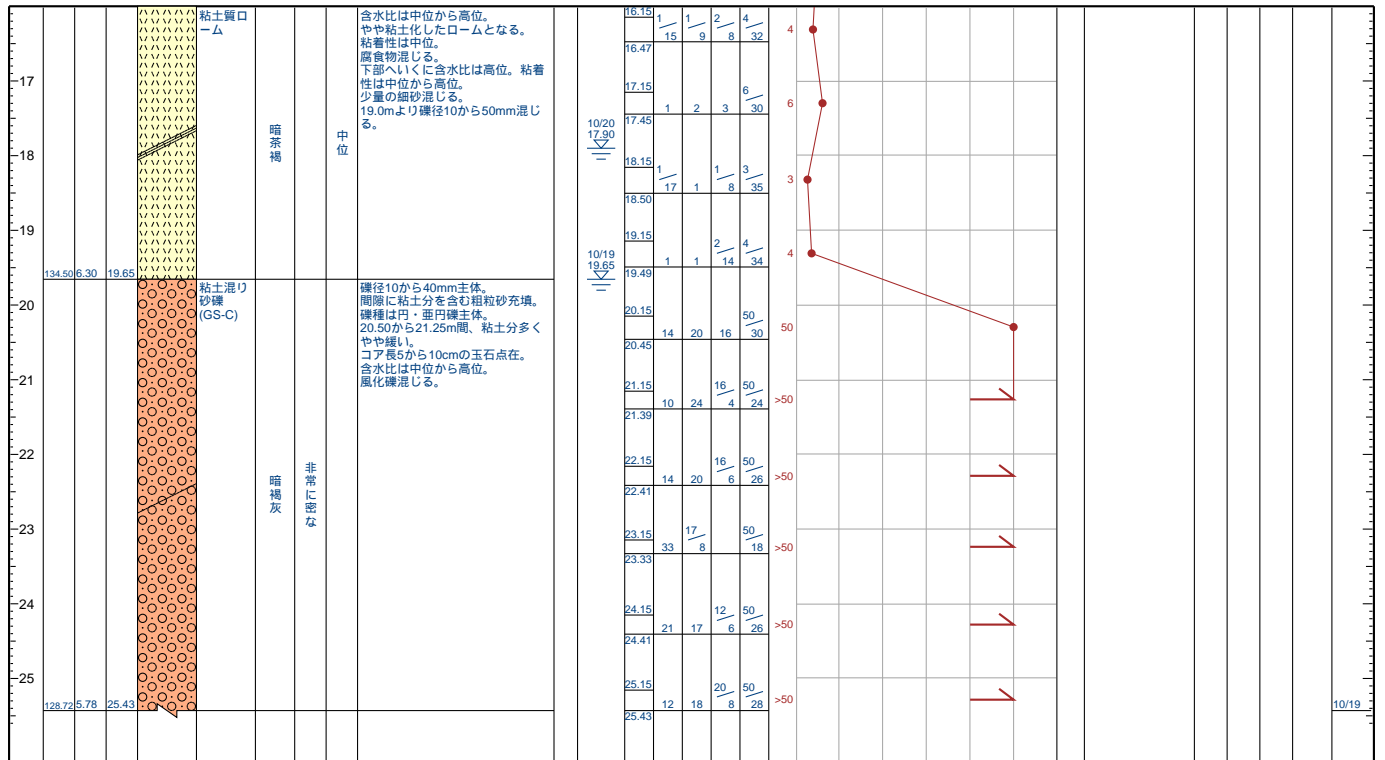 17
18
19
20
21
22
23
24
25
134.50 6.30 19.65
128.72 5.78 25.43
粘土質ロ
ーム
粘土混り
砂礫
(GS-C)
暗茶褐
暗褐灰
非常に密な
中位
含水比は中位から高位。
やや粘土化したロームとなる。
粘着性は中位。
腐食物混じる。
下部へいくに含水比は高位。粘着
性は中位から高位。
少量の細砂混じる。
19.0mより礫径10から50mm混じ
る。
礫径10から40mm主体。
間隙に粘土分を含む粗粒砂充填。
礫種は円・亜円礫主体。
20.50から21.25m間、粘土分多く
やや緩い。
コア長5から10cmの玉石点在。
含水比は中位から高位。
風化礫混じる。
10/20
17.90
10/19
19.65
16.15
1 1 2 4
15 9 8 32
16.47
4
17.15
6
1 2 3 30
17.45
6
18.15
1 1 3
17 1 8 35
18.50
3
19.15
2 4
1 1 14 34
19.49
4
20.15
50
14 20 16 30
20.45
50
21.15
16 50
10 24 4 24
21.39
>50
22.15
16 50
14 20 6 26
22.41
>50
23.15
17 50
33 8 18
23.33
>50
24.15
12 50
21 17 6 26
24.41
>50
25.15
20 50
12 18 8 28
25.43
>50
10/19